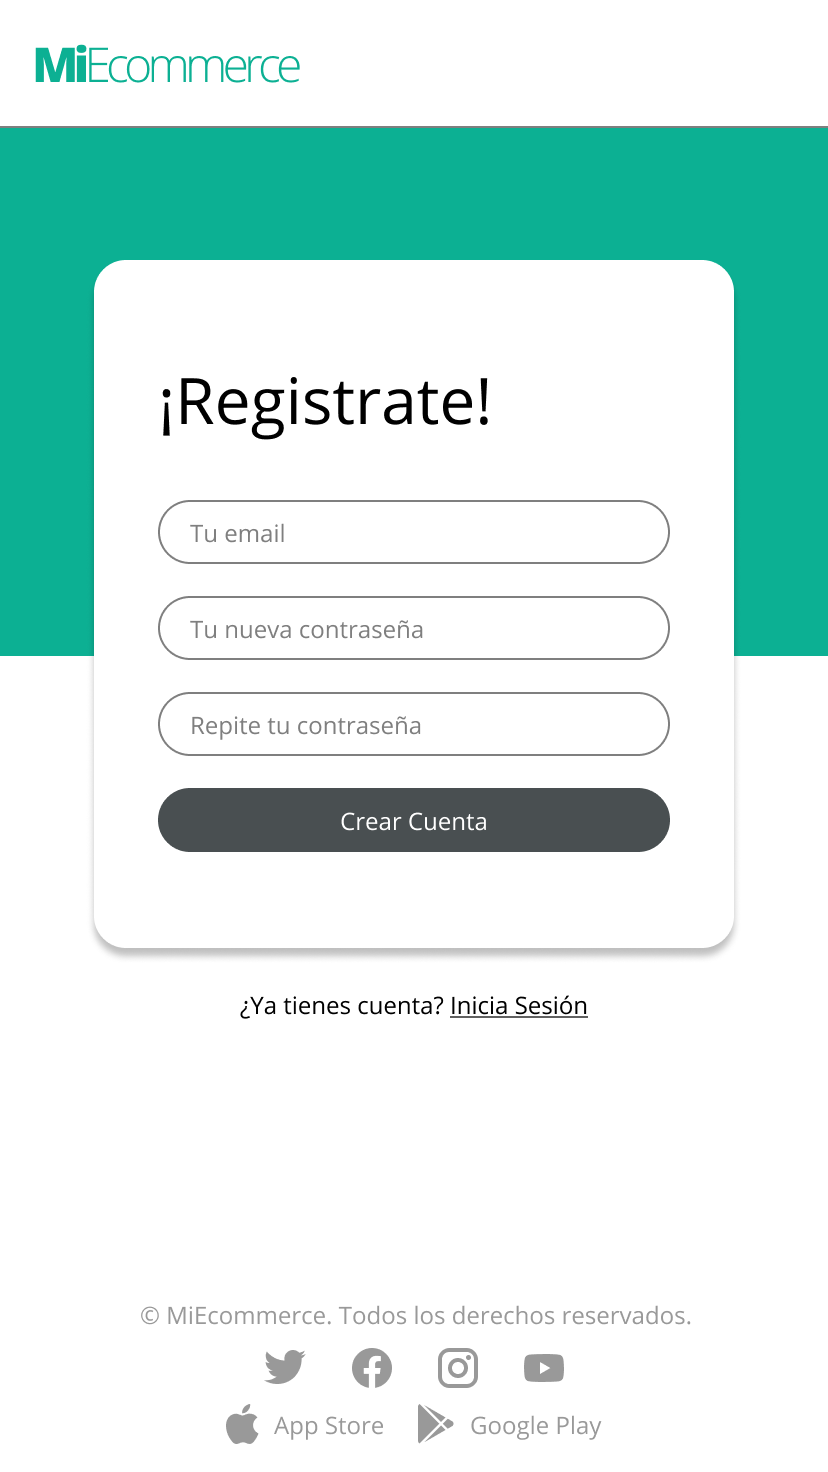 MiEcommerce
¡Registrate!
Tu email
Tu nueva contraseña
Repite tu contraseña
Crear Cuenta
¿Ya tienes cuenta? Inicia Sesión
© MiEcommerce. Todos los derechos reservados.
App Store Google Play